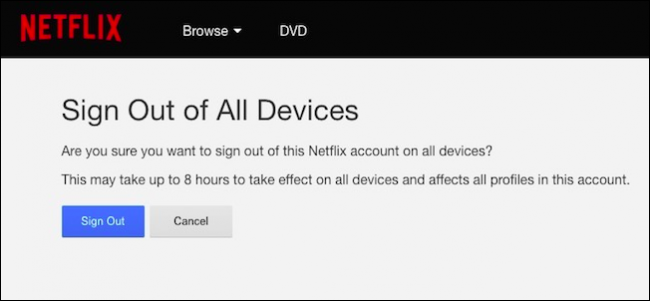 NETFLIX Browse DVD
Sign Out of All Devices
Are you sure you want to sign out of this Netflix account on all devices?
This may take up to 8 hours to take effect on all devices and affects all profiles in this account.
Sign Out Cancel